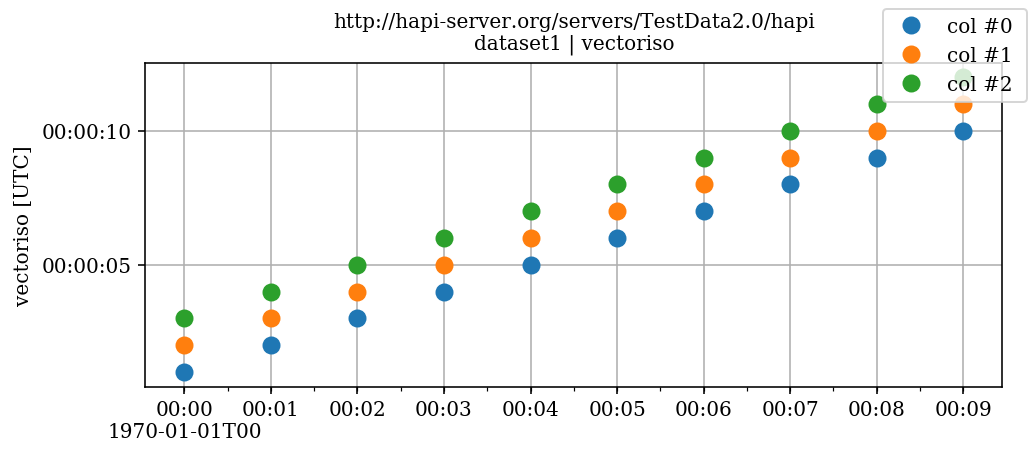 http://hapi-server.org/servers/TestData2.0/hapi
dataset1 | vectoriso
col #0
col #1
col #2
vectoriso [UTC]
00:00:10
00:00:05
00:00 00:01 00:02 00:03 00:04 00:05 00:06 00:07 00:08 00:09
1970-01-01T00